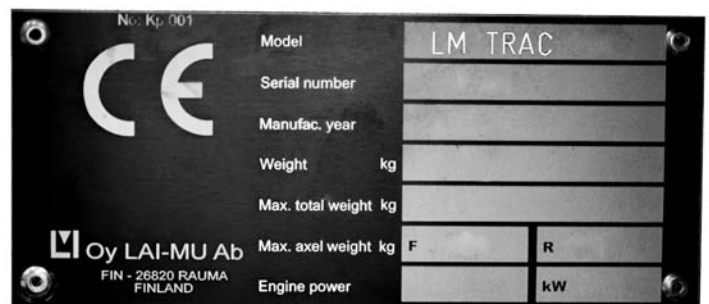 No: Kp 001
CE
Model LM TRAC
Serial number
Manufac. year
Weight kg
Max. total weight kg
Max. axel weight kg F R
Engine power kW
LM Oy LAI-MU Ab
FIN - 26820 RAUMA
FINLAND